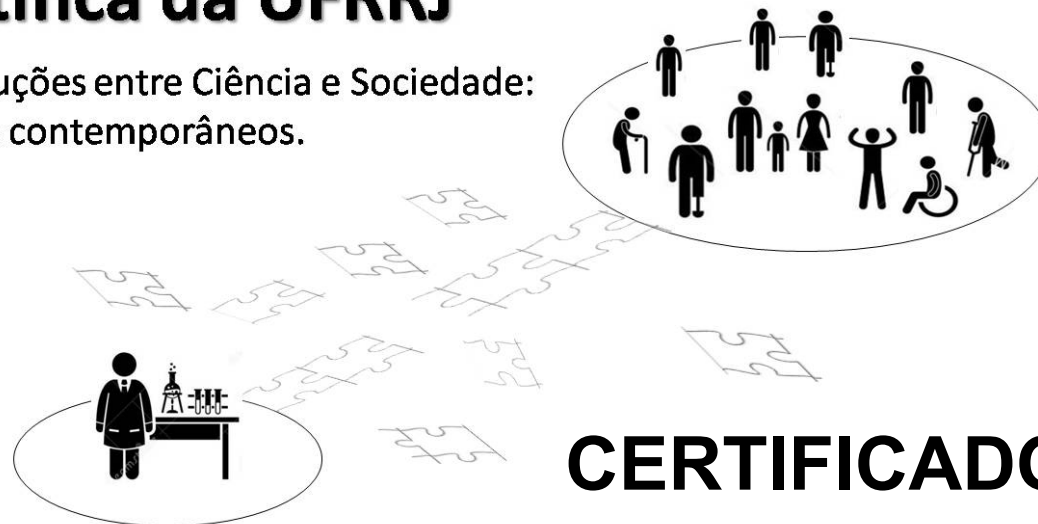 tífica da UFRRJ
uções entre Ciência e Sociedade:
contemporâneos.
CERTIFICADO